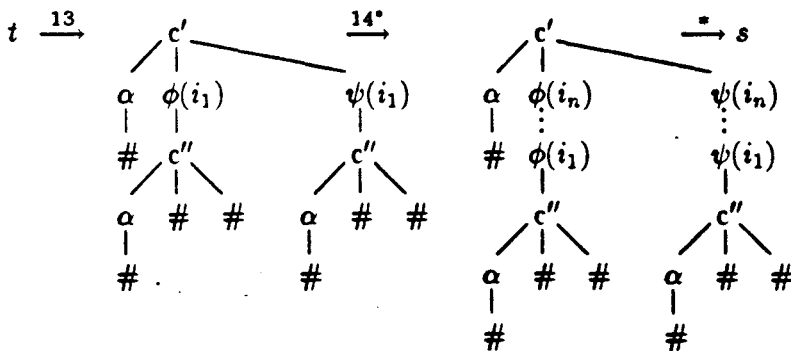 t 13 c′ 14* c′ * s
α φ(i₁) ψ(i₁) α φ(iₙ) ψ(iₙ)
# c″ c″ # φ(i₁) ψ(i₁)
α # # α # # c″ c″
# # α # # α # #
# #